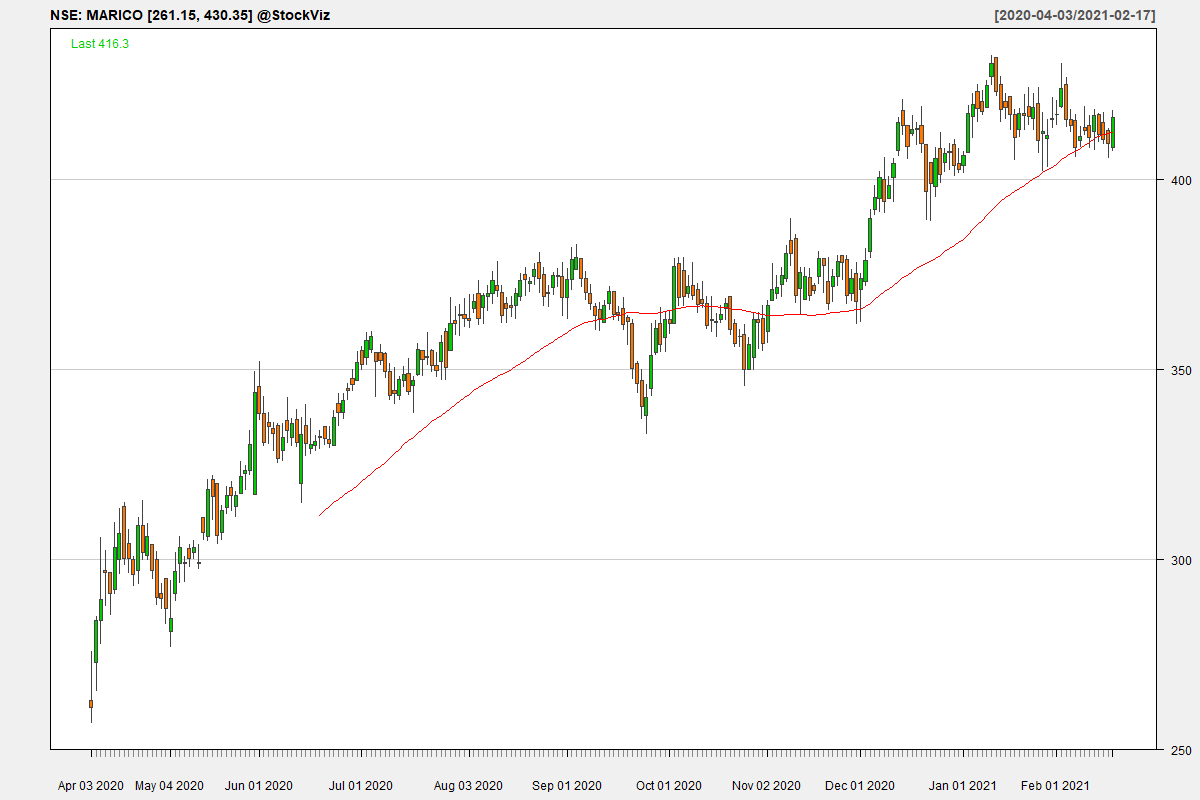 NSE: MARICO [261.15, 430.35] @StockViz
[2020-04-03/2021-02-17]
Last 416.3
400
350
300
250
Apr 03 2020 May 04 2020 Jun 01 2020 Jul 01 2020 Aug 03 2020 Sep 01 2020 Oct 01 2020 Nov 02 2020 Dec 01 2020 Jan 01 2021 Feb 01 2021